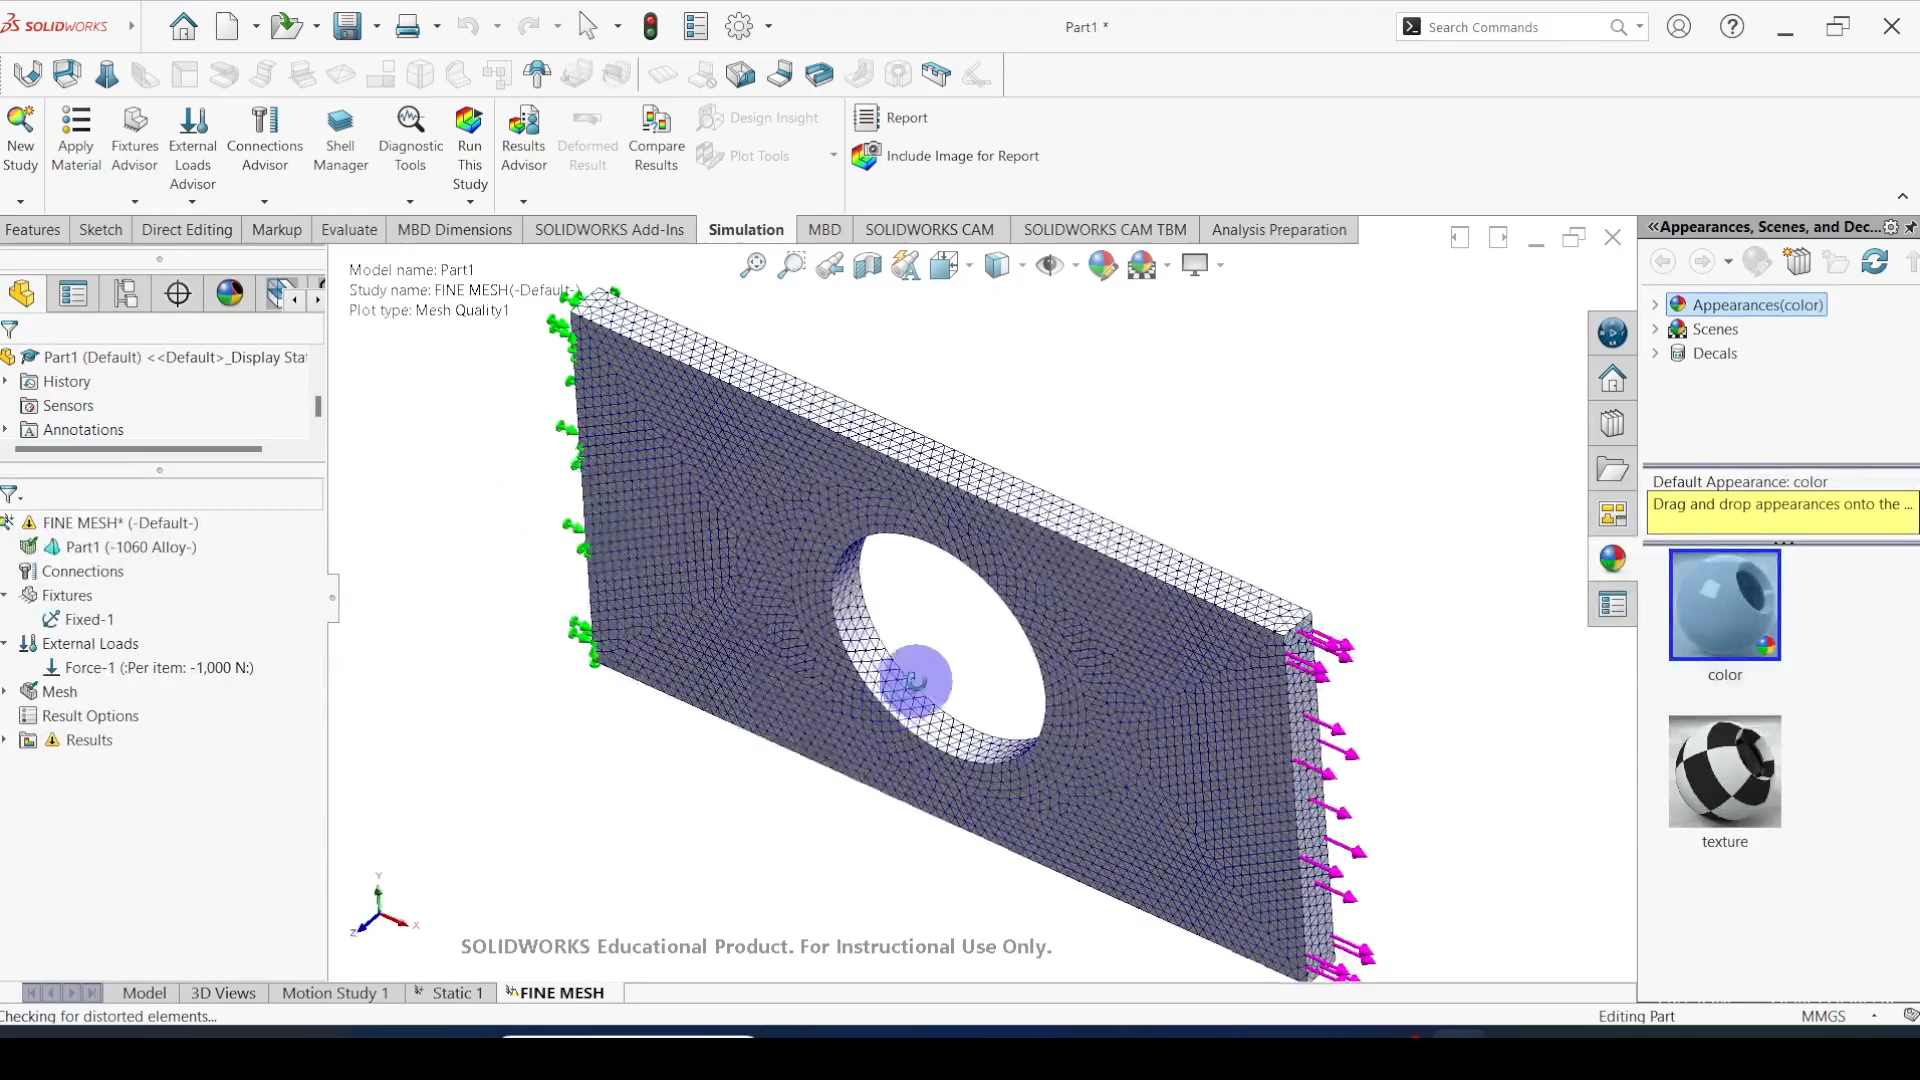 SOLIDWORKS
Part1 *
Search Commands
New Study
Apply Material
Fixtures Advisor
External Loads Advisor
Connections Advisor
Shell Manager
Diagnostic Tools
Run This Study
Results Advisor
Deformed Result
Compare Results
Design Insight
Plot Tools
Report
Include Image for Report
Features
Sketch
Direct Editing
Markup
Evaluate
MBD Dimensions
SOLIDWORKS Add-Ins
Simulation
MBD
SOLIDWORKS CAM
SOLIDWORKS CAM TBM
Analysis Preparation
Part1 (Default) <<Default>_Display Sta
History
Sensors
Annotations
FINE MESH* (-Default-)
Part1 (-1060 Alloy-)
Connections
Fixtures
Fixed-1
External Loads
Force-1 (:Per item: -1,000 N:)
Mesh
Result Options
Results
Model name: Part1
Study name: FINE MESH(-Default-
Plot type: Mesh Quality1
Y
X
Z
SOLIDWORKS Educational Product. For Instructional Use Only.
«Appearances, Scenes, and Dec...
Appearances(color)
Scenes
Decals
Default Appearance: color
Drag and drop appearances onto the ...
color
texture
Model
3D Views
Motion Study 1
Static 1
FINE MESH
Checking for distorted elements...
Editing Part
MMGS